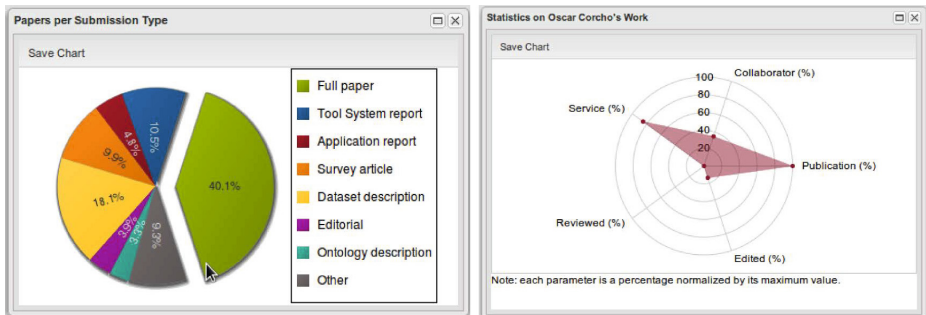 Papers per Submission Type
Save Chart
10.5%
4.8%
9.9%
18.1%
3.9%
3.3%
9.3%
40.1%
Full paper
Tool System report
Application report
Survey article
Dataset description
Editorial
Ontology description
Other
Statistics on Oscar Corcho's Work
Save Chart
100
80
60
40
20
Collaborator (%)
Service (%)
Publication (%)
Reviewed (%)
Edited (%)
Note: each parameter is a percentage normalized by its maximum value.